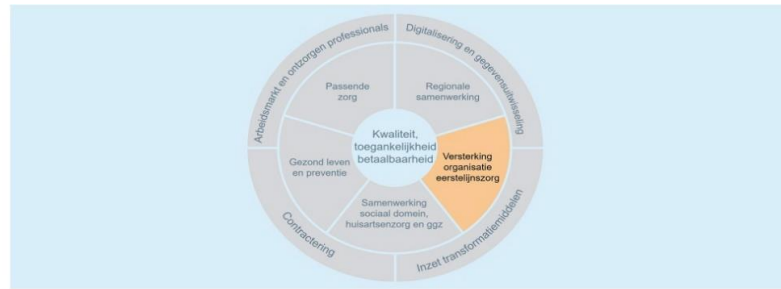 Arbeidsmarkt en ontzorgen professionals
Digitalisering en gegevensuitwisseling
Passende
zorg
Regionale
samenwerking
Kwaliteit,
toegankelijkheid
betaalbaarheid
Gezond leven
en preventie
Versterking
organisatie
eerstelijnszorg
Samenwerking
sociaal domein,
huisartsenzorg en ggz
Contractering
Inzet transformatiemiddelen